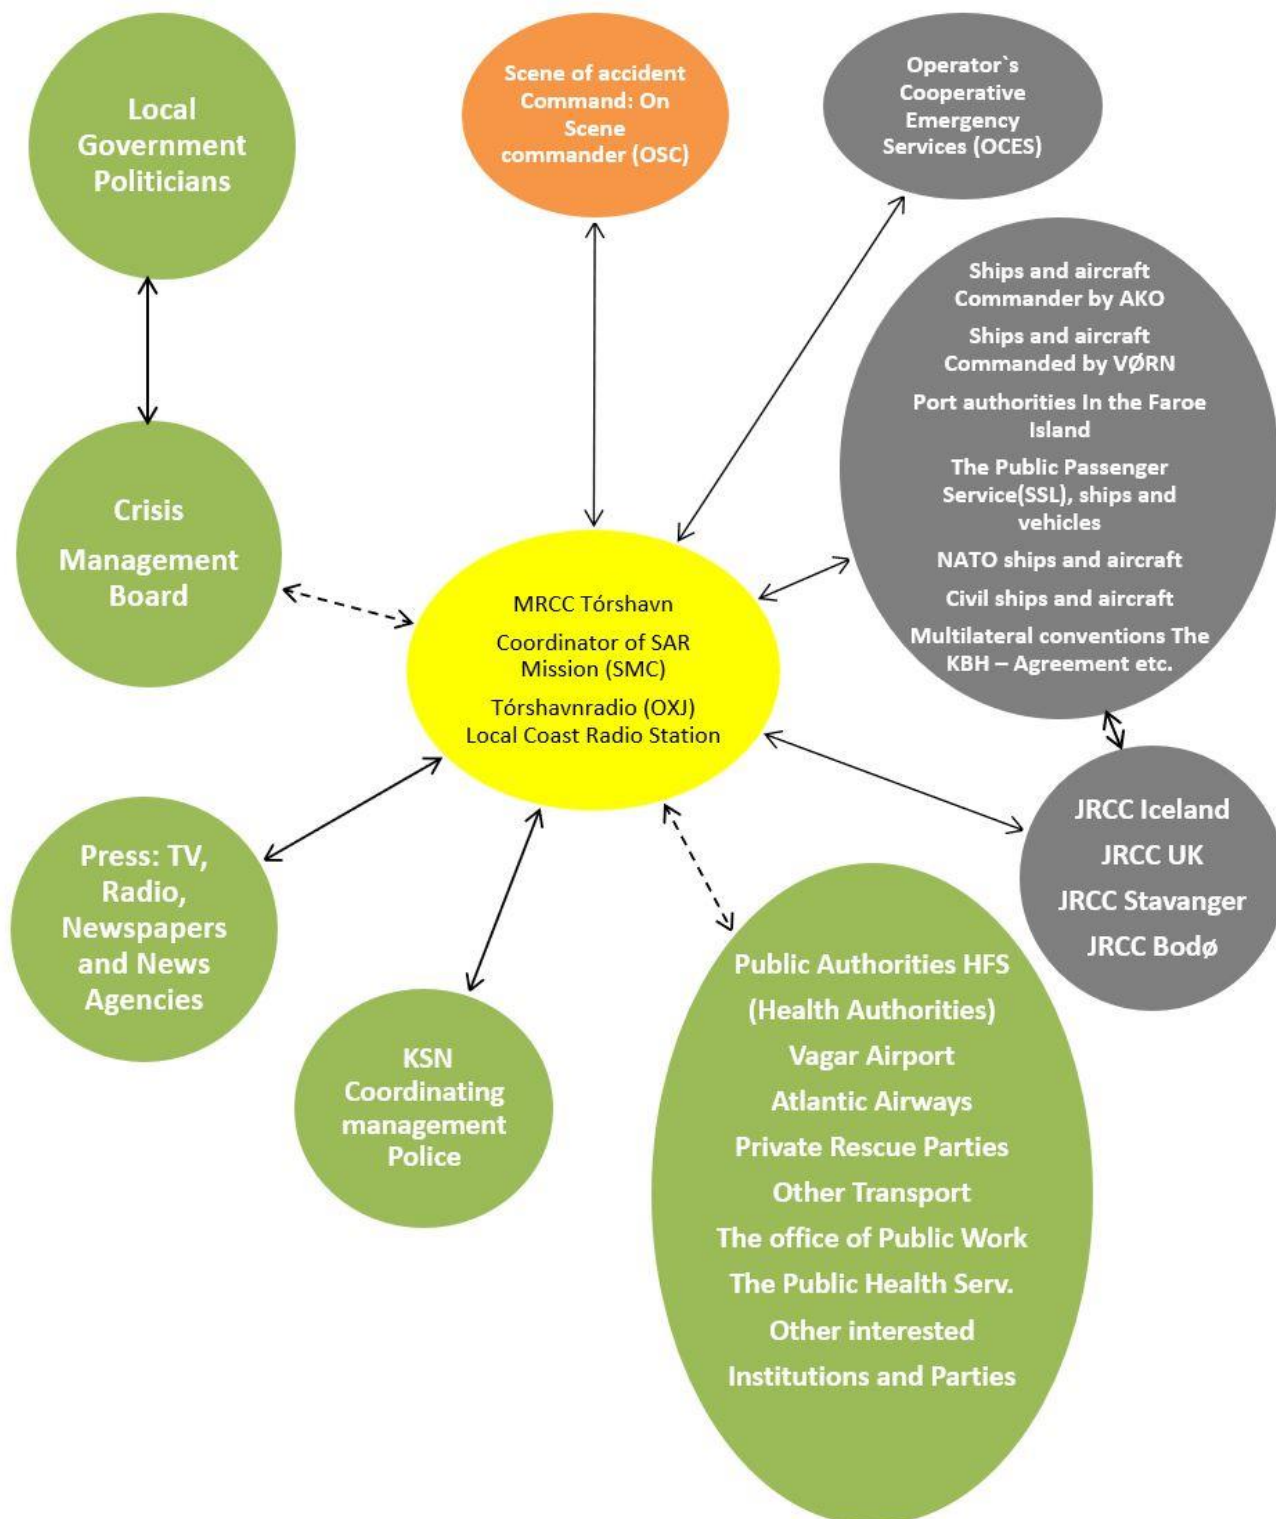 Local
Government
Politicians
Scene of accident
Command: On
Scene
commander (OSC)
Operator`s
Cooperative
Emergency
Services (OCES)
Ships and aircraft
Commander by AKO
Ships and aircraft
Commanded by VØRN
Port authorities In the Faroe
Island
The Public Passenger
Service(SSL), ships and
vehicles
NATO ships and aircraft
Civil ships and aircraft
Multilateral conventions The
KBH – Agreement etc.
Crisis
Management
Board
MRCC Tórshavn
Coordinator of SAR
Mission (SMC)
Tórshavnradio (OXJ)
Local Coast Radio Station
JRCC Iceland
JRCC UK
JRCC Stavanger
JRCC Bodø
Press: TV,
Radio,
Newspapers
and News
Agencies
KSN
Coordinating
management
Police
Public Authorities HFS
(Health Authorities)
Vagar Airport
Atlantic Airways
Private Rescue Parties
Other Transport
The office of Public Work
The Public Health Serv.
Other interested
Institutions and Parties